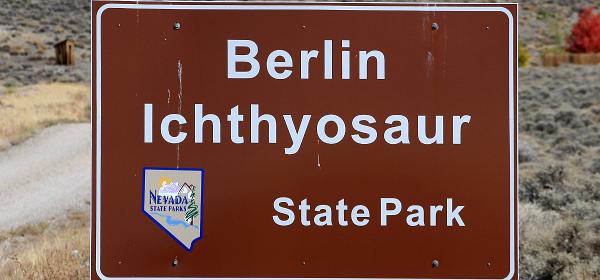 Berlin
Ichthyosaur
NEVADA
STATE PARKS
State Park